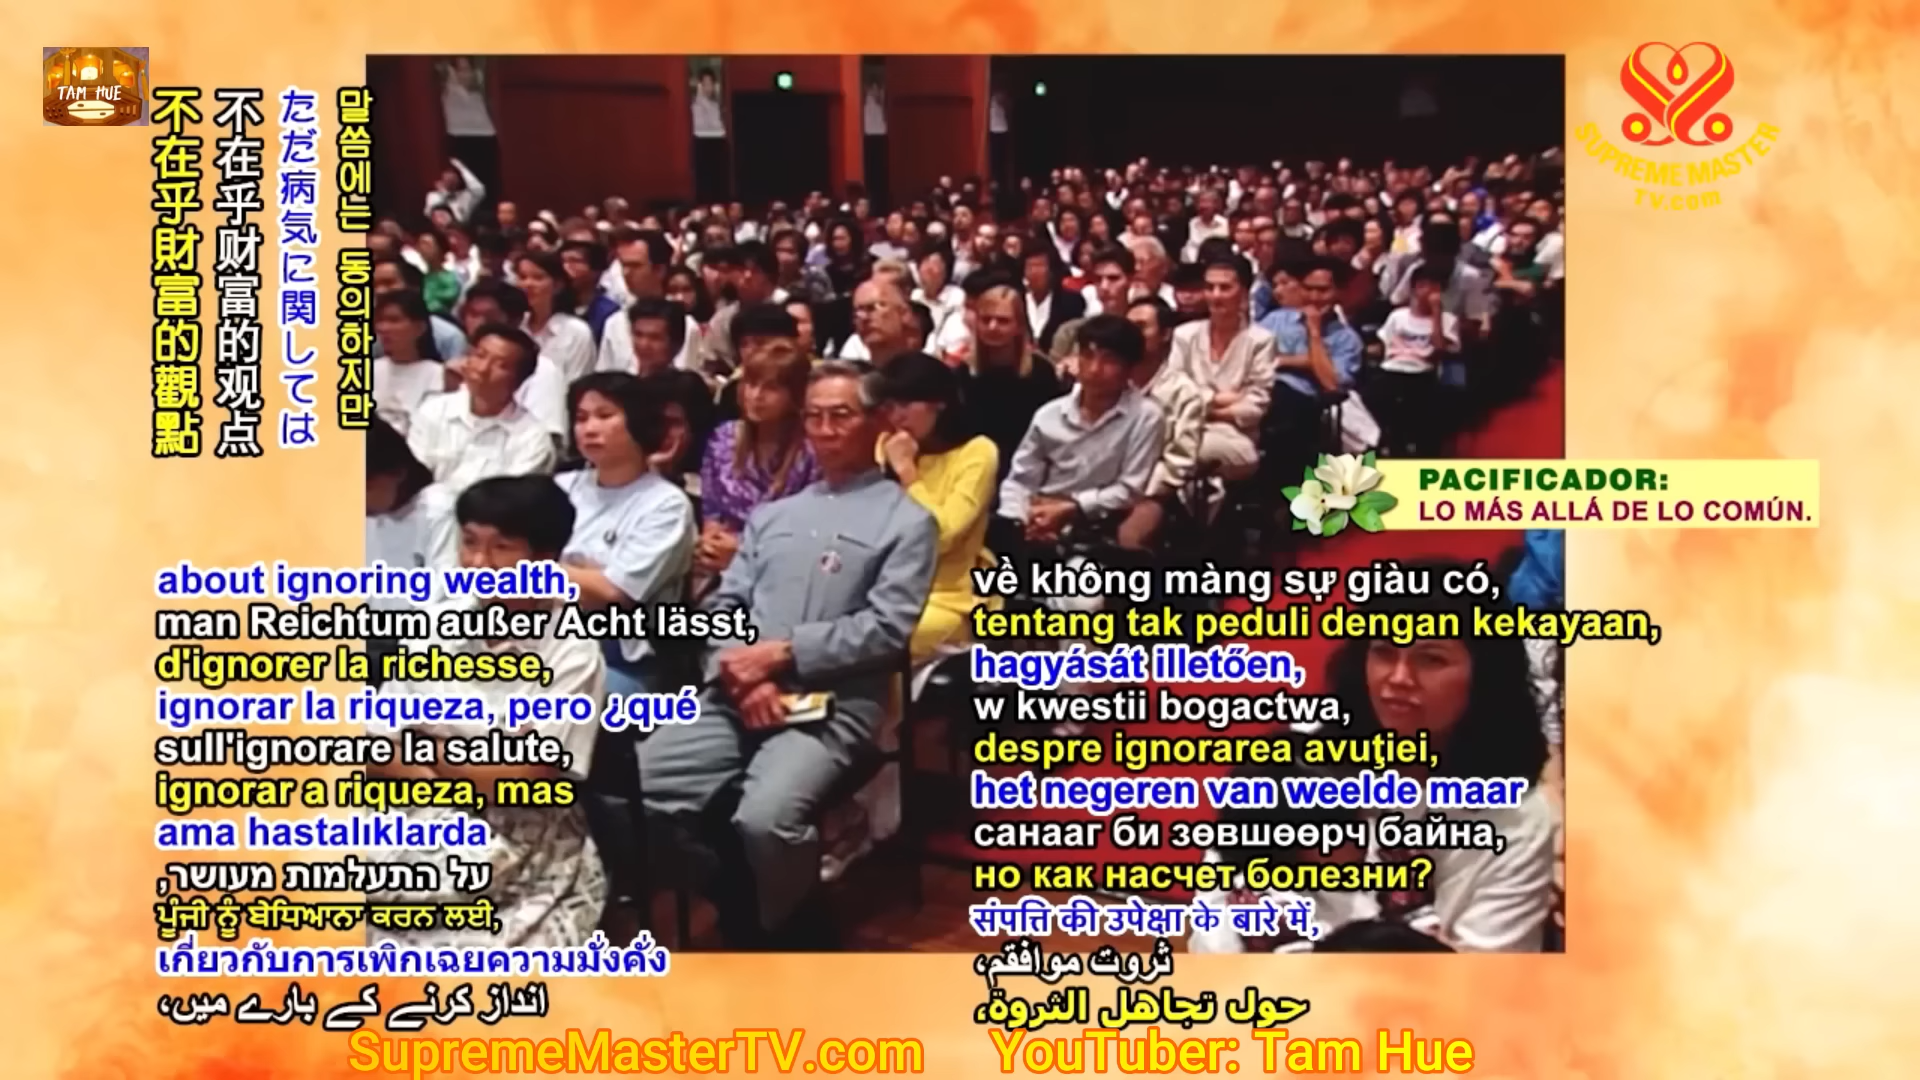 TAM HUE
不在乎財富的觀點
不在乎财富的观点
ただ病気に関しては
말씀에는 동의하지만
SUPREME MASTER
TV.com
PACIFICADOR:
LO MÁS ALLÁ DE LO COMÚN.
about ignoring wealth,
man Reichtum außer Acht lässt,
d'ignorer la richesse,
ignorar la riqueza, pero ¿qué
sull'ignorare la salute,
ignorar a riqueza, mas
ama hastalıklarda
על התעלמות מעושר,
ਪੂੰਜੀ ਨੂੰ ਬੇਧਿਆਨਾ ਕਰਨ ਲਈ,
เกี่ยวกับการเพิกเฉยความมั่งคั่ง
انداز کرنے کے بارے میں،
về không màng sự giàu có,
tentang tak peduli dengan kekayaan,
hagyását illetően,
w kwestii bogactwa,
despre ignorarea avuţiei,
het negeren van weelde maar
санааг би зөвшөөрч байна,
но как насчет болезни?
संपत्ति की उपेक्षा के बारे में,
ثروت موافقم،
حول تجاهل الثروة،
SupremeMasterTV.com
YouTuber: Tam Hue